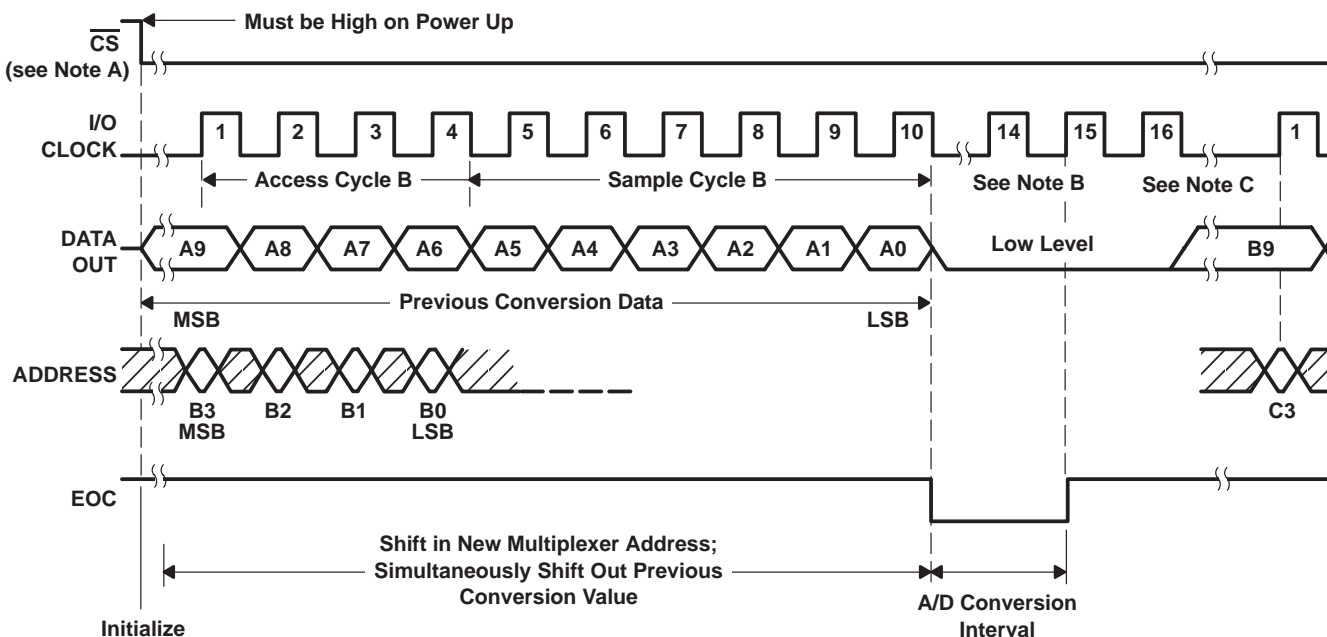 Must be High on Power Up
CS
(see Note A)
I/O
CLOCK
1 2 3 4 5 6 7 8 9 10 14 15 16 1
Access Cycle B
Sample Cycle B
See Note B
See Note C
DATA
OUT
A9 A8 A7 A6 A5 A4 A3 A2 A1 A0
Low Level
B9
Previous Conversion Data
MSB
LSB
ADDRESS
B3 B2 B1 B0
MSB LSB
C3
EOC
Shift in New Multiplexer Address;
Simultaneously Shift Out Previous
Conversion Value
A/D Conversion
Interval
Initialize